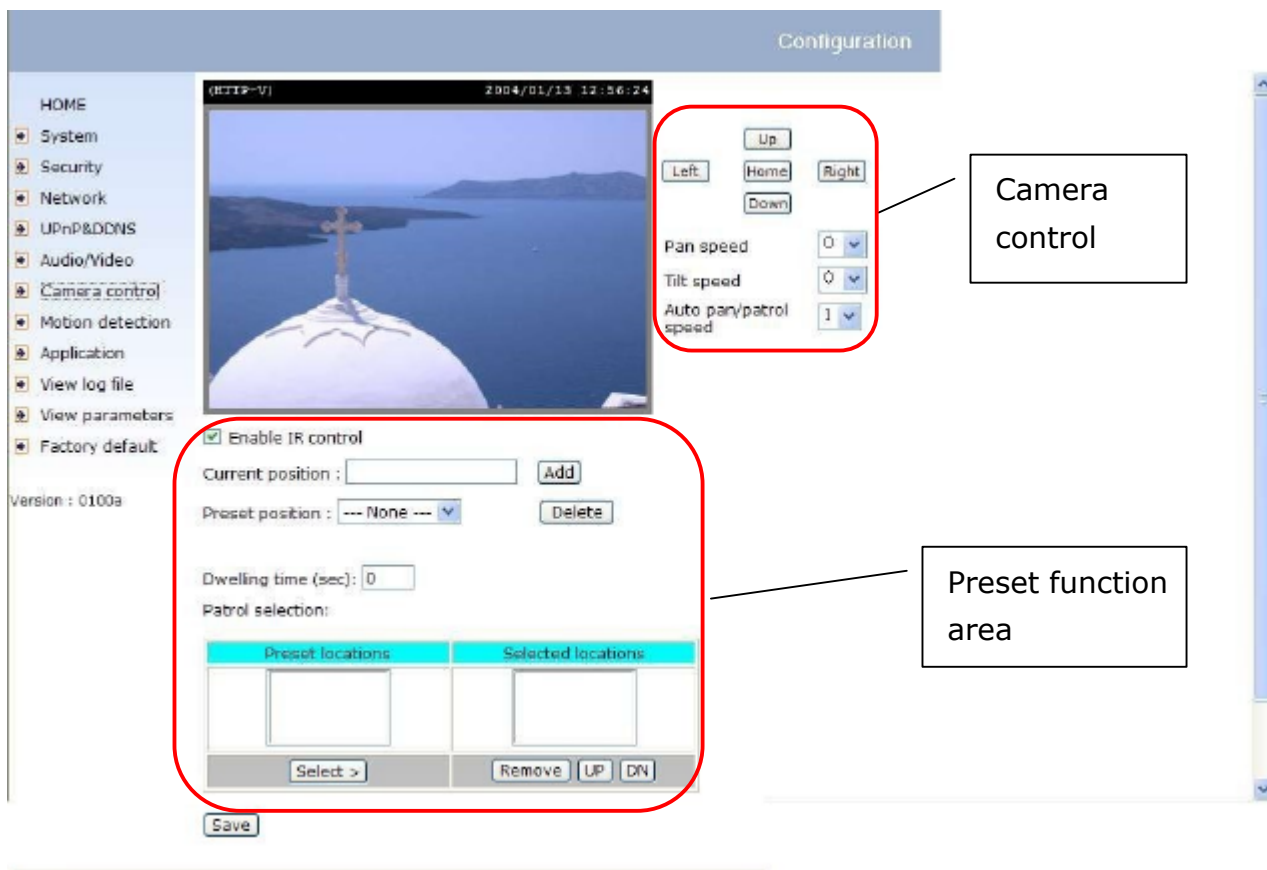 Configuration
(HTTP-V) 2004/01/13 12:56:24
HOME
System
Security
Network
UPnP&DDNS
Audio/Video
Camera control
Motion detection
Application
View log file
View parameters
Factory default
Version : 0100a
Up
Left Home Right
Down
Pan speed 0
Tilt speed 0
Auto pan/patrol speed 1
Camera
control
Enable IR control
Current position : Add
Preset position : --- None --- Delete
Dwelling time (sec): 0
Patrol selection:
Preset locations Selected locations
Select > Remove UP DN
Save
Preset function
area